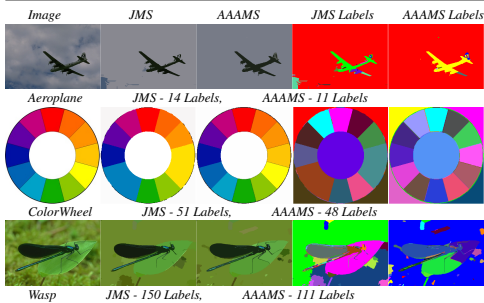 Image JMS AAAMS JMS Labels AAAMS Labels
Aeroplane JMS - 14 Labels, AAAMS - 11 Labels
ColorWheel JMS - 51 Labels, AAAMS - 48 Labels
Wasp JMS - 150 Labels, AAAMS - 111 Labels